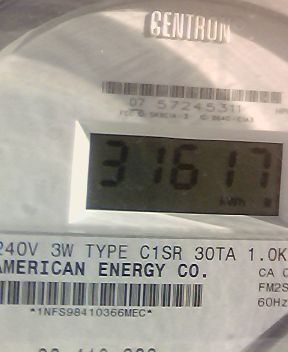 CENTRON
07 57245311
31617
kWh
240V 3W TYPE C1SR 30TA 1.0K
AMERICAN ENERGY CO.
CA
FM2S
60Hz
*1NFS98410366MEC*